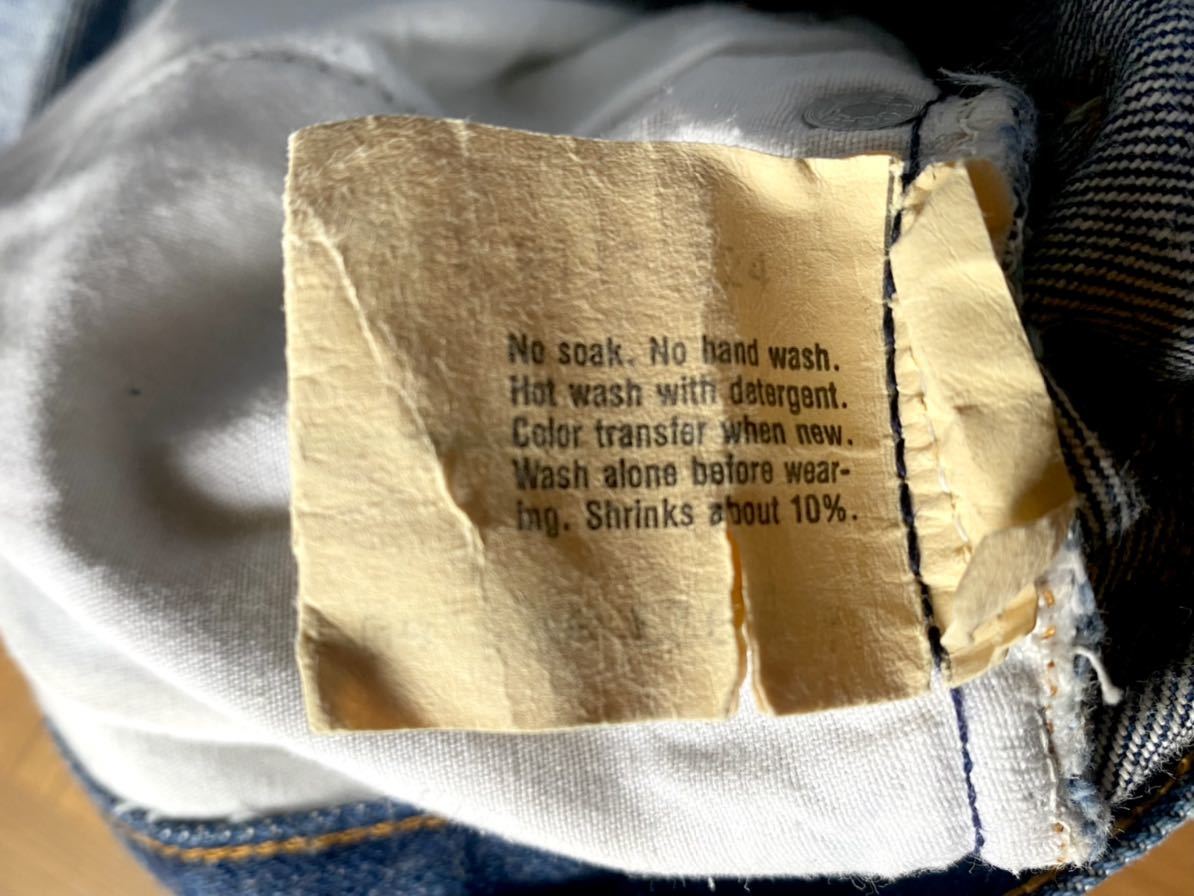 No soak. No hand wash.
Hot wash with detergent.
Color transfer when new.
Wash alone before wear-
ing. Shrinks about 10%.